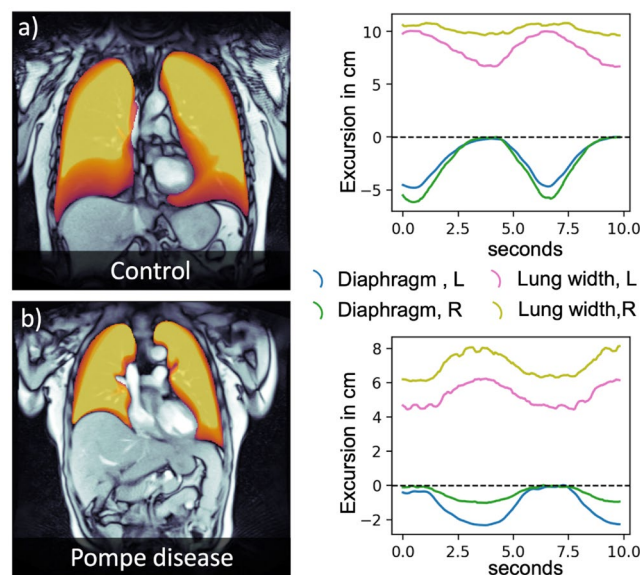 a)
Control
Excursion in cm
10
5
0
−5
0.0 2.5 5.0 7.5 10.0
seconds
Diaphragm , L
Lung width, L
Diaphragm, R
Lung width,R
b)
Pompe disease
Excursion in cm
8
6
4
2
0
−2
0.0 2.5 5.0 7.5 10.0
seconds